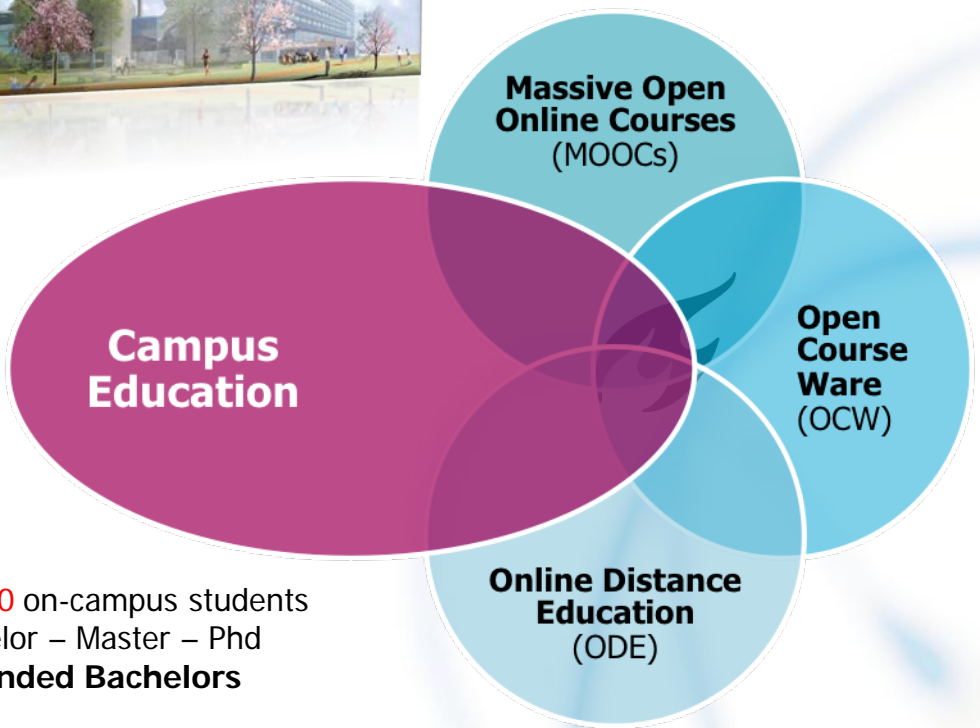 Massive Open
Online Courses
(MOOCs)
Campus
Education
Open
Course
Ware
(OCW)
Online Distance
Education
(ODE)
on-campus students
– Master – Phd
Bachelors